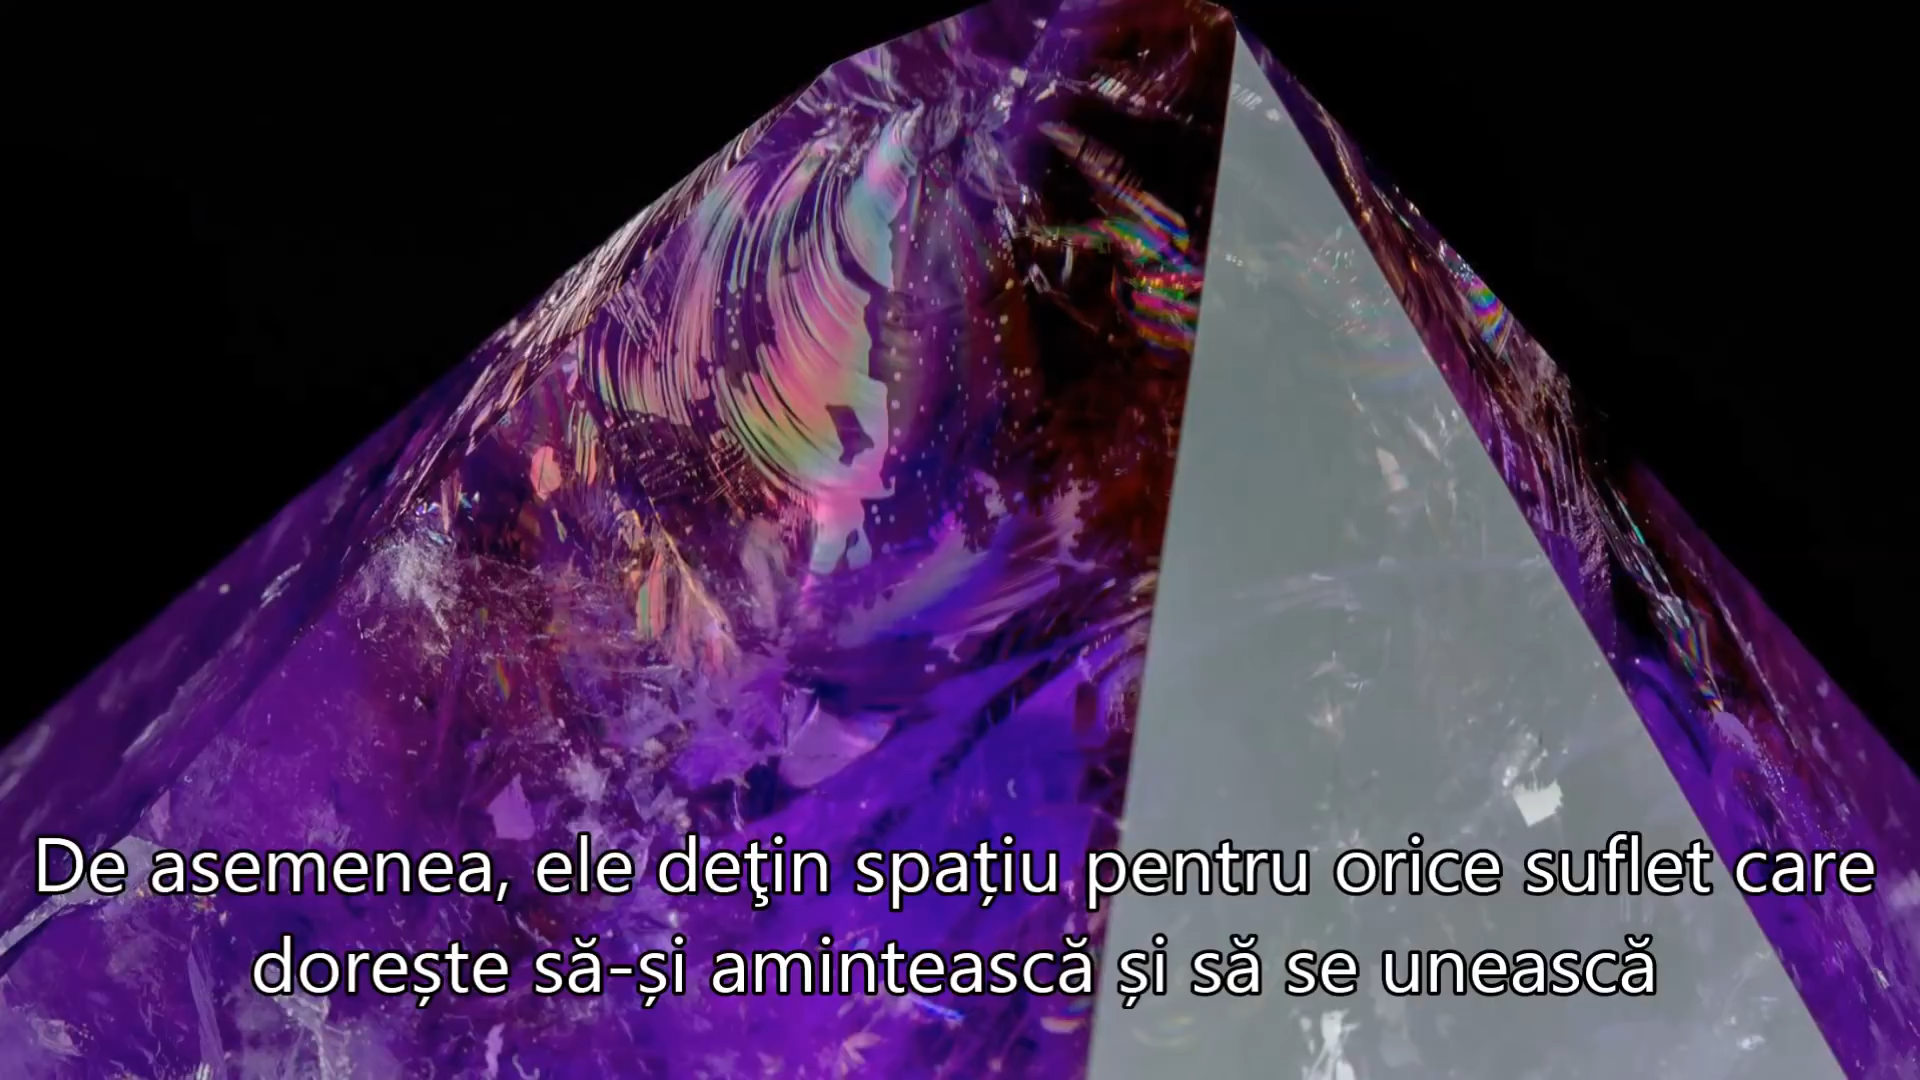 De asemenea, ele deţin spațiu pentru orice suflet care
dorește să-și amintească și să se unească